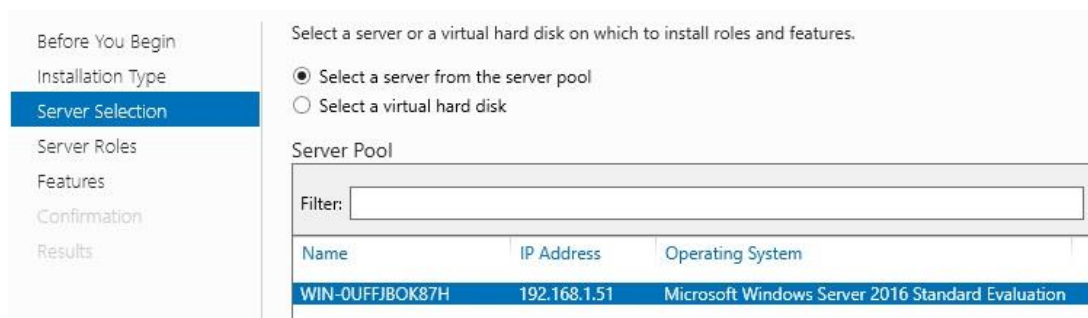 Before You Begin
Installation Type
Server Selection
Server Roles
Features
Confirmation
Results
Select a server or a virtual hard disk on which to install roles and features.
Select a server from the server pool
Select a virtual hard disk
Server Pool
Filter:
Name IP Address Operating System
WIN-0UFFJBOK87H 192.168.1.51 Microsoft Windows Server 2016 Standard Evaluation